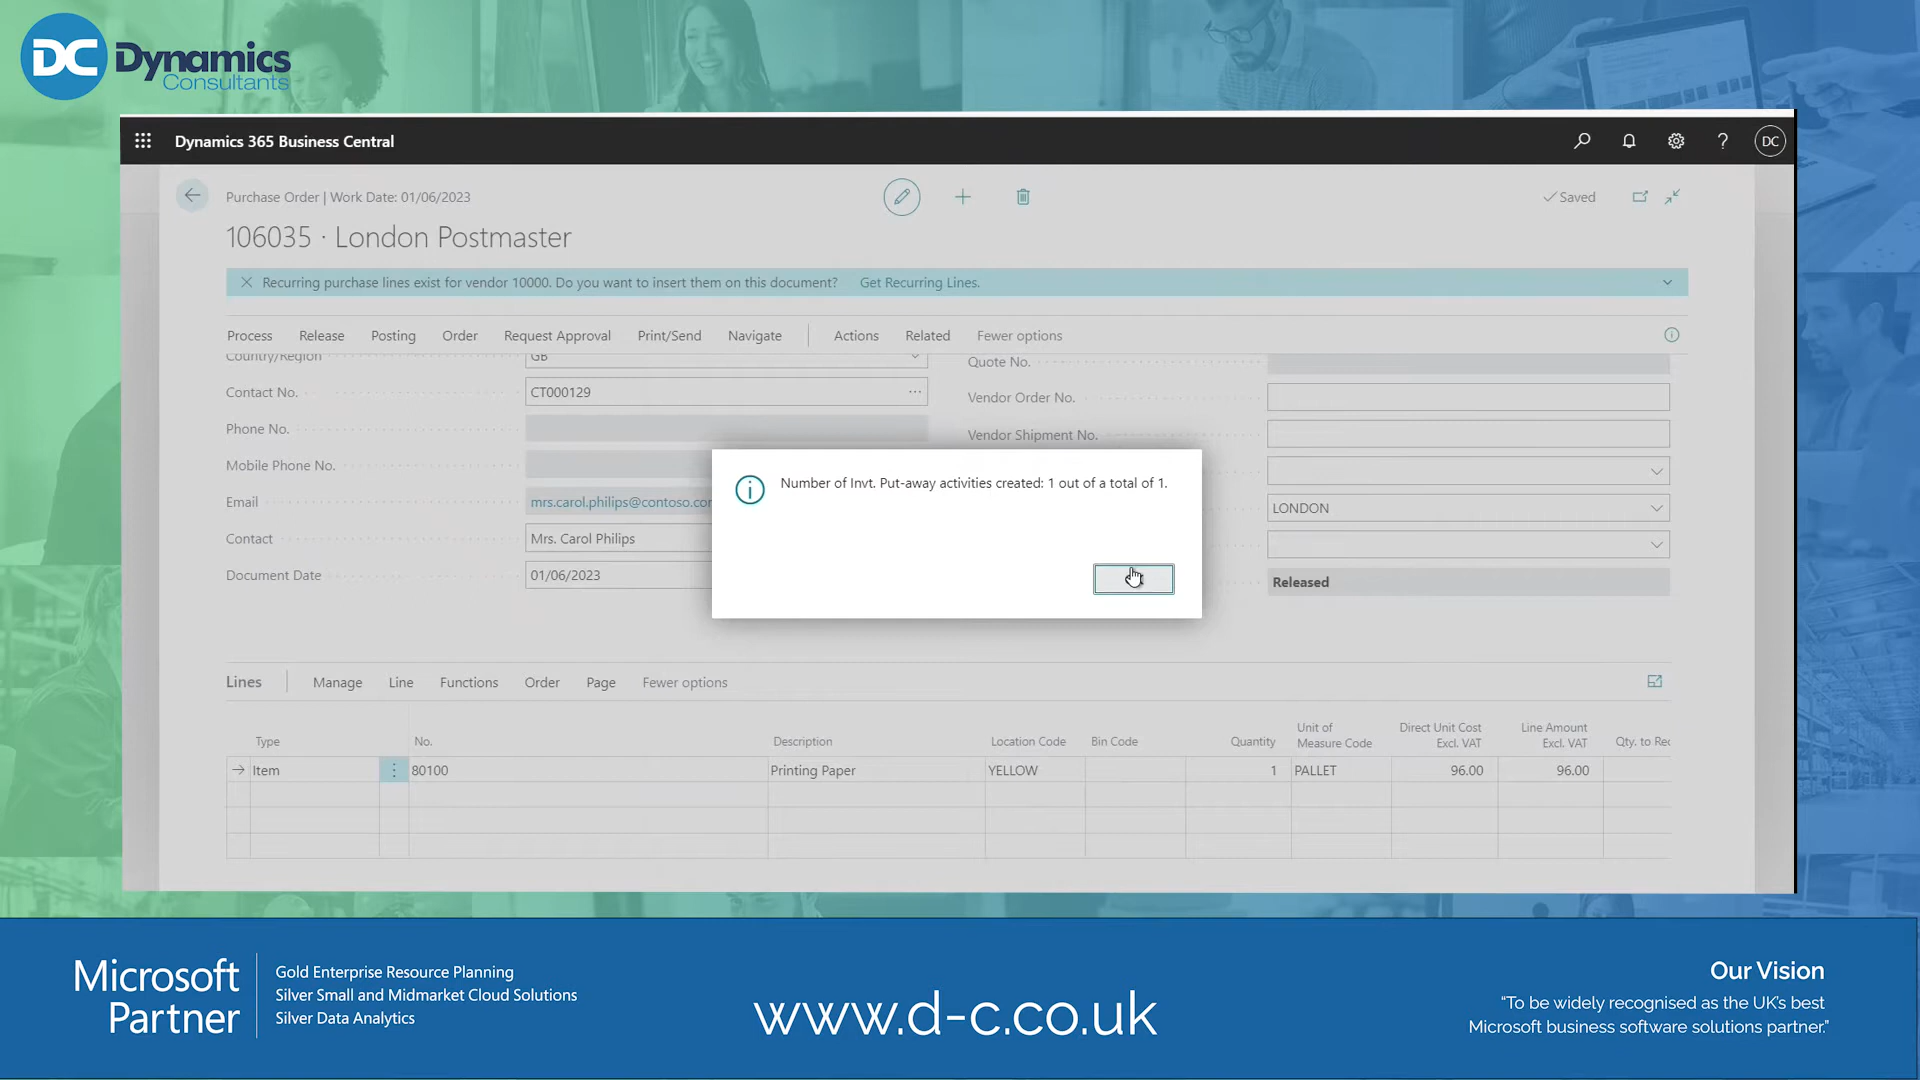 DC Dynamics
Consultants
Dynamics 365 Business Central
DC
Purchase Order | Work Date: 01/06/2023
Saved
106035 · London Postmaster
Recurring purchase lines exist for vendor 10000. Do you want to insert them on this document? Get Recurring Lines.
Process Release Posting Order Request Approval Print/Send Navigate Actions Related Fewer options
Country/Region GB
Quote No.
Contact No. CT000129
Vendor Order No.
Phone No.
Vendor Shipment No.
Mobile Phone No.
Number of Invt. Put-away activities created: 1 out of a total of 1.
Email mrs.carol.philips@contoso.com
LONDON
Contact Mrs. Carol Philips
Document Date 01/06/2023
Released
Lines Manage Line Functions Order Page Fewer options
Type No. Description Location Code Bin Code Quantity Unit of Measure Code Direct Unit Cost Excl. VAT Line Amount Excl. VAT Qty. to Rec
Item 80100 Printing Paper YELLOW 1 PALLET 96.00 96.00
Microsoft
Partner
Gold Enterprise Resource Planning
Silver Small and Midmarket Cloud Solutions
Silver Data Analytics
www.d-c.co.uk
Our Vision
“To be widely recognised as the UK's best
Microsoft business software solutions partner.”